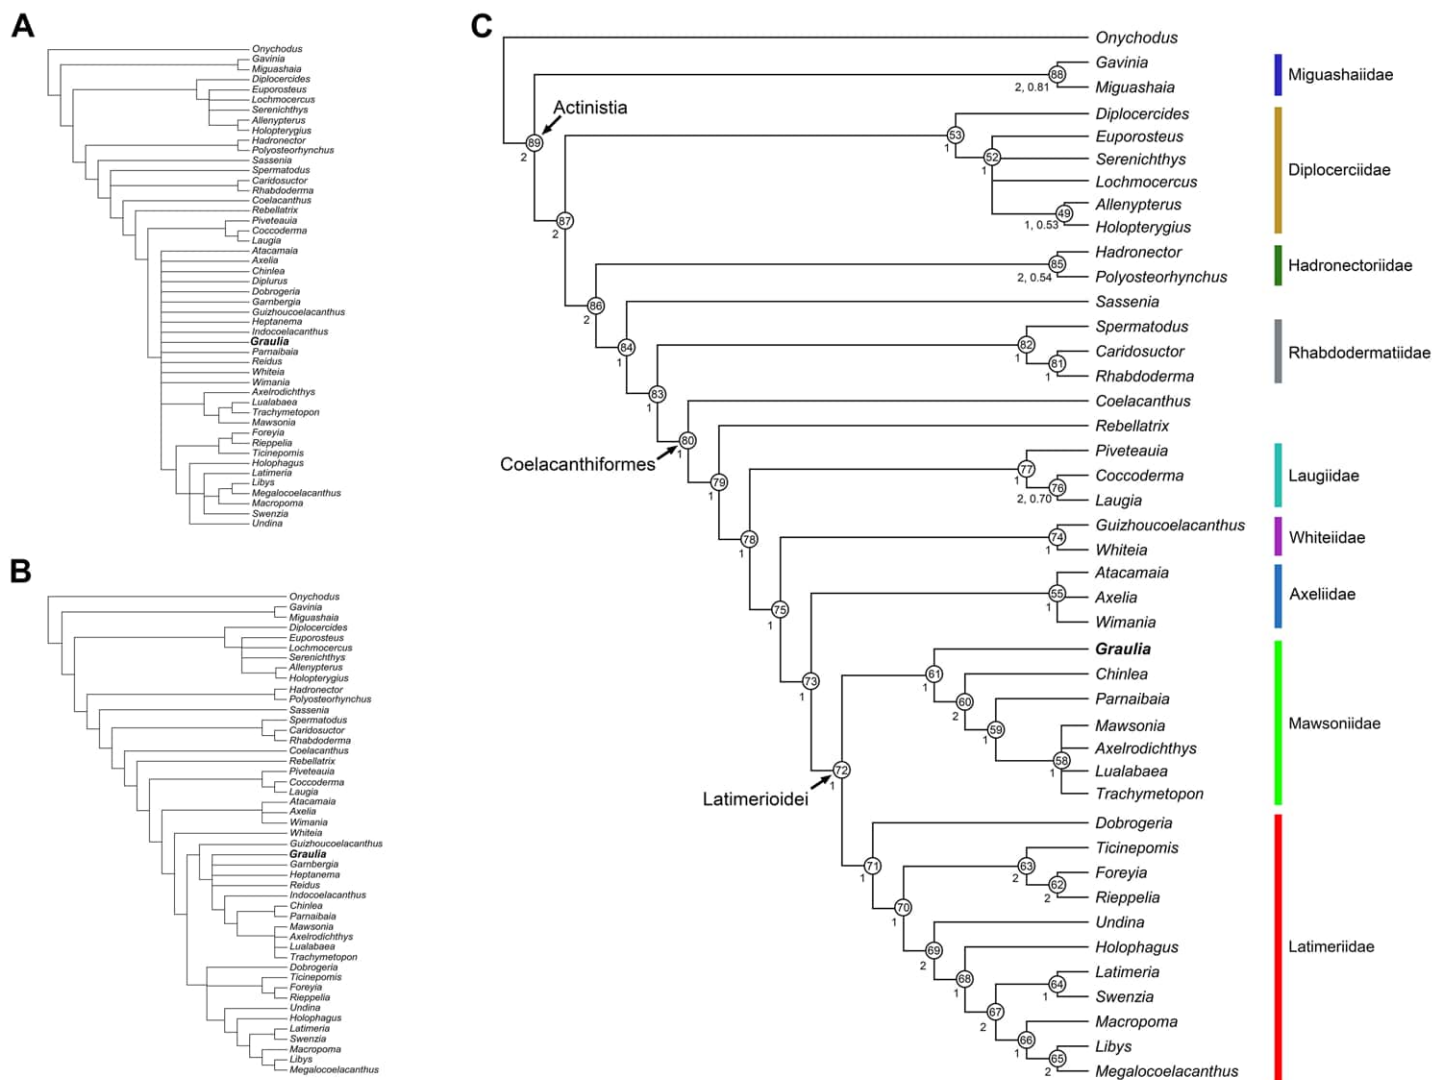 A
Onychodus
Gavinia
Miguashaia
Diplocercides
Euporosteus
Lochmocercus
Serenichthys
Allenypterus
Holopterygius
Hadronector
Polyosteorhynchus
Sassenia
Spermatodus
Caridosuctor
Rhabdoderma
Coelacanthus
Rebellatrix
Piveteauia
Coccoderma
Laugia
Atacamaia
Axelia
Chinlea
Diplurus
Dobrogeria
Garnbergia
Guizhoucoelacanthus
Heptanema
Indocoelacanthus
Graulia
Parnaibaia
Reidus
Whiteia
Wimania
Axelrodichthys
Lualabaea
Trachymetopon
Mawsonia
Foreyia
Rieppelia
Ticinepomis
Holophagus
Latimeria
Libys
Megalocoelacanthus
Macropoma
Swenzia
Undina
B
Onychodus
Gavinia
Miguashaia
Diplocercides
Euporosteus
Lochmocercus
Serenichthys
Allenypterus
Holopterygius
Hadronector
Polyosteorhynchus
Sassenia
Spermatodus
Caridosuctor
Rhabdoderma
Coelacanthus
Rebellatrix
Piveteauia
Coccoderma
Laugia
Atacamaia
Axelia
Wimania
Whiteia
Guizhoucoelacanthus
Graulia
Garnbergia
Heptanema
Reidus
Indocoelacanthus
Chinlea
Parnaibaia
Mawsonia
Axelrodichthys
Lualabaea
Trachymetopon
Dobrogeria
Ticinepomis
Foreyia
Rieppelia
Undina
Holophagus
Latimeria
Swenzia
Macropoma
Libys
Megalocoelacanthus
C
Onychodus
Gavinia
88
Miguashaiidae
2, 0.81
Miguashaia
Actinistia
Diplocercides
53
89
1
Euporosteus
2
52
Serenichthys
Diplocerciidae
1
Lochmocercus
Allenypterus
49
87
1, 0.53
Holopterygius
2
Hadronector
85
Hadronectoriidae
2, 0.54
Polyosteorhynchus
86
Sassenia
2
Spermatodus
84
82
1
1
Caridosuctor
Rhabdodermatiidae
81
1
Rhabdoderma
83
1
Coelacanthus
80
Rebellatrix
1
Coelacanthiformes
Piveteauia
77
79
1
Coccoderma
Laugiidae
1
76
2, 0.70
Laugia
Guizhoucoelacanthus
78
74
Whiteiidae
1
1
Whiteia
Atacamaia
55
Axeliidae
75
1
Axelia
1
Wimania
Graulia
73
61
1
1
Chinlea
60
2
Parnaibaia
59
Mawsoniidae
1
Mawsonia
Axelrodichthys
72
58
1
1
Lualabaea
Latimerioidei
Trachymetopon
Dobrogeria
Ticinepomis
71
63
1
2
Foreyia
62
2
Rieppelia
70
1
Undina
69
Holophagus
Latimeriidae
2
68
Latimeria
1
64
1
Swenzia
67
2
Macropoma
66
1
Libys
65
2
Megalocoelacanthus